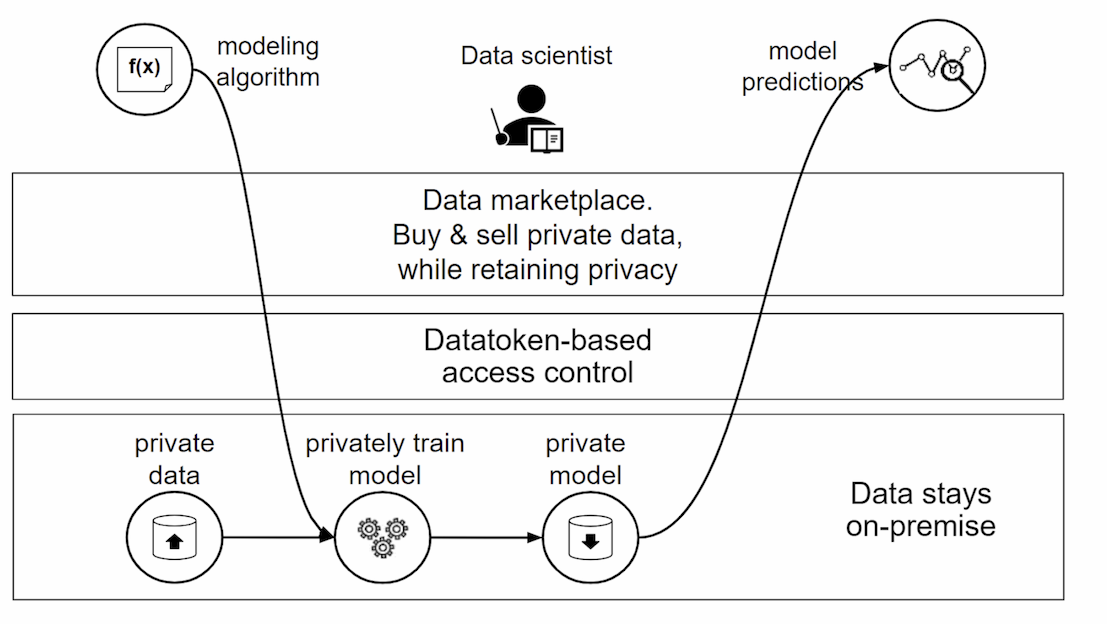 f(x)
modeling
algorithm
Data scientist
model
predictions
Data marketplace.
Buy & sell private data,
while retaining privacy
Datatoken-based
access control
private
data
privately train
model
private
model
Data stays
on-premise